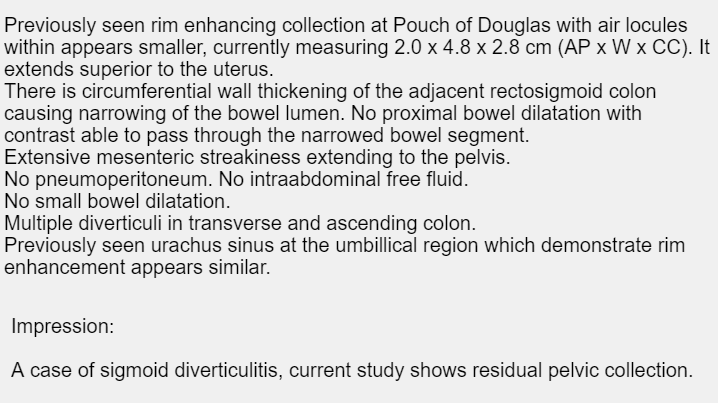 Previously seen rim enhancing collection at Pouch of Douglas with air locules
within appears smaller, currently measuring 2.0 x 4.8 x 2.8 cm (AP x W x CC). It
extends superior to the uterus.
There is circumferential wall thickening of the adjacent rectosigmoid colon
causing narrowing of the bowel lumen. No proximal bowel dilatation with
contrast able to pass through the narrowed bowel segment.
Extensive mesenteric streakiness extending to the pelvis.
No pneumoperitoneum. No intraabdominal free fluid.
No small bowel dilatation.
Multiple diverticuli in transverse and ascending colon.
Previously seen urachus sinus at the umbillical region which demonstrate rim
enhancement appears similar.
Impression:
A case of sigmoid diverticulitis, current study shows residual pelvic collection.